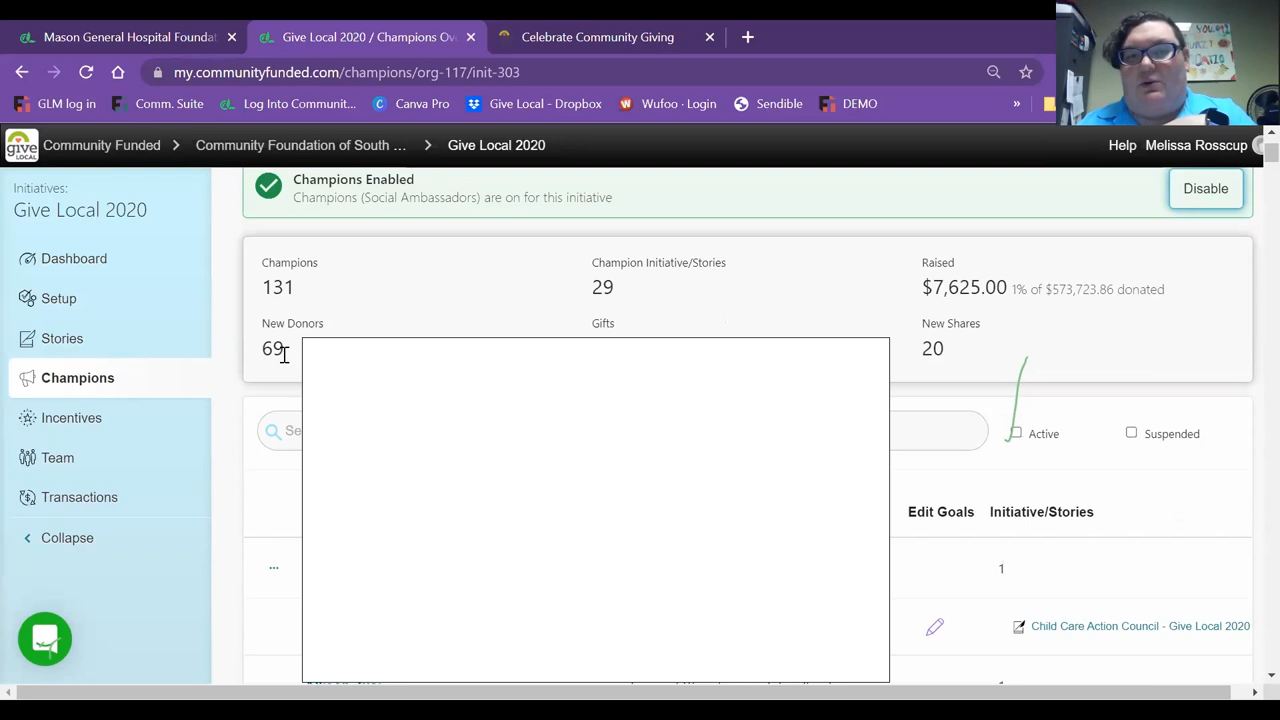 Mason General Hospital Foundat
Give Local 2020 / Champions Ov
Celebrate Community Giving
my.communityfunded.com/champions/org-117/init-303
GLM log in
Comm. Suite
Log Into Communit...
Canva Pro
Give Local - Dropbox
Wufoo · Login
Sendible
DEMO
»
give LOCAL
Community Funded
Community Foundation of South ...
Give Local 2020
Help
Melissa Rosscup
Initiatives:
Give Local 2020
Dashboard
Setup
Stories
Champions
Incentives
Team
Transactions
Collapse
Champions Enabled
Champions (Social Ambassadors) are on for this initiative
Disable
Champions
131
Champion Initiative/Stories
29
Raised
$7,625.00 1% of $573,723.86 donated
New Donors
69
Gifts
New Shares
20
Se
Active
Suspended
Edit Goals
Initiative/Stories
...
1
Child Care Action Council - Give Local 2020